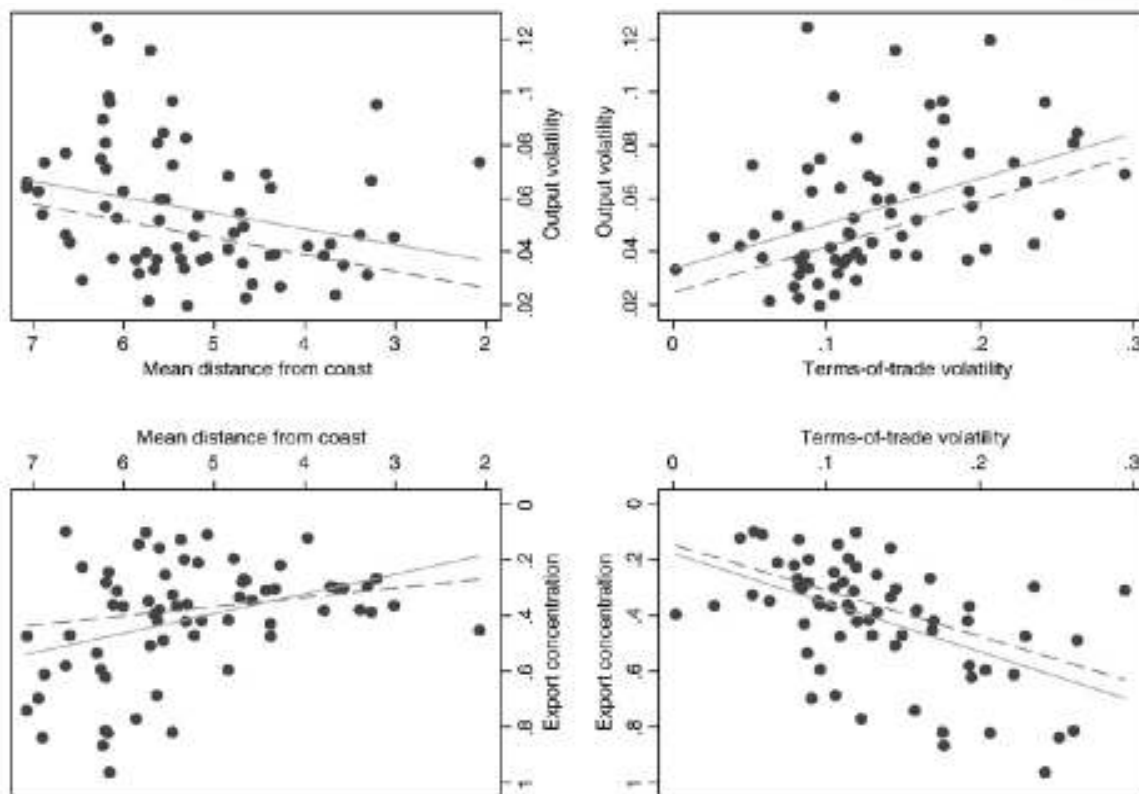 Output volatility
.12
.1
.08
.06
.04
.02
7 6 5 4 3 2
Mean distance from coast
Output volatility
.12
.1
.08
.06
.04
.02
0 .1 .2 .3
Terms-of-trade volatility
Mean distance from coast
7 6 5 4 3 2
Export concentration
0
.2
.4
.6
.8
1
Terms-of-trade volatility
0 .1 .2 .3
Export concentration
0
.2
.4
.6
.8
1